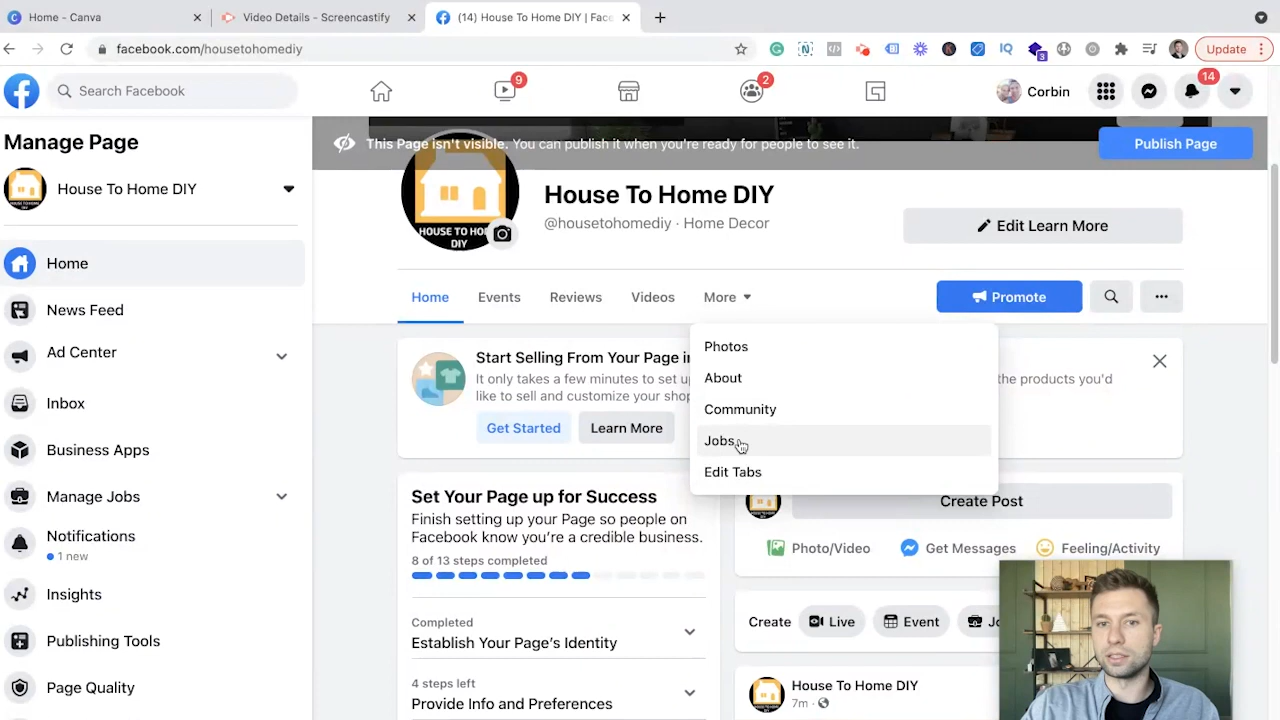 Home - Canva
Video Details - Screencastify
(14) House To Home DIY | Fac
facebook.com/housetohomediy
IQ
3
Update
Search Facebook
9
2
Corbin
14
Manage Page
House To Home DIY
Home
News Feed
Ad Center
Inbox
Business Apps
Manage Jobs
Notifications
1 new
Insights
Publishing Tools
Page Quality
This Page isn't visible. You can publish it when you're ready for people to see it.
Publish Page
HOUSE TO HO
DIY
House To Home DIY
@housetohomediy · Home Decor
Edit Learn More
Home
Events
Reviews
Videos
More
Promote
Photos
About
Community
Jobs
Edit Tabs
Start Selling From Your Page in
It only takes a few minutes to set up
the products you'd
like to sell and customize your shop
Get Started
Learn More
Set Your Page up for Success
Finish setting up your Page so people on
Facebook know you're a credible business.
8 of 13 steps completed
Completed
Establish Your Page's Identity
4 steps left
Provide Info and Preferences
Create Post
Photo/Video
Get Messages
Feeling/Activity
Create
Live
Event
Jo
House To Home DIY
7m ·